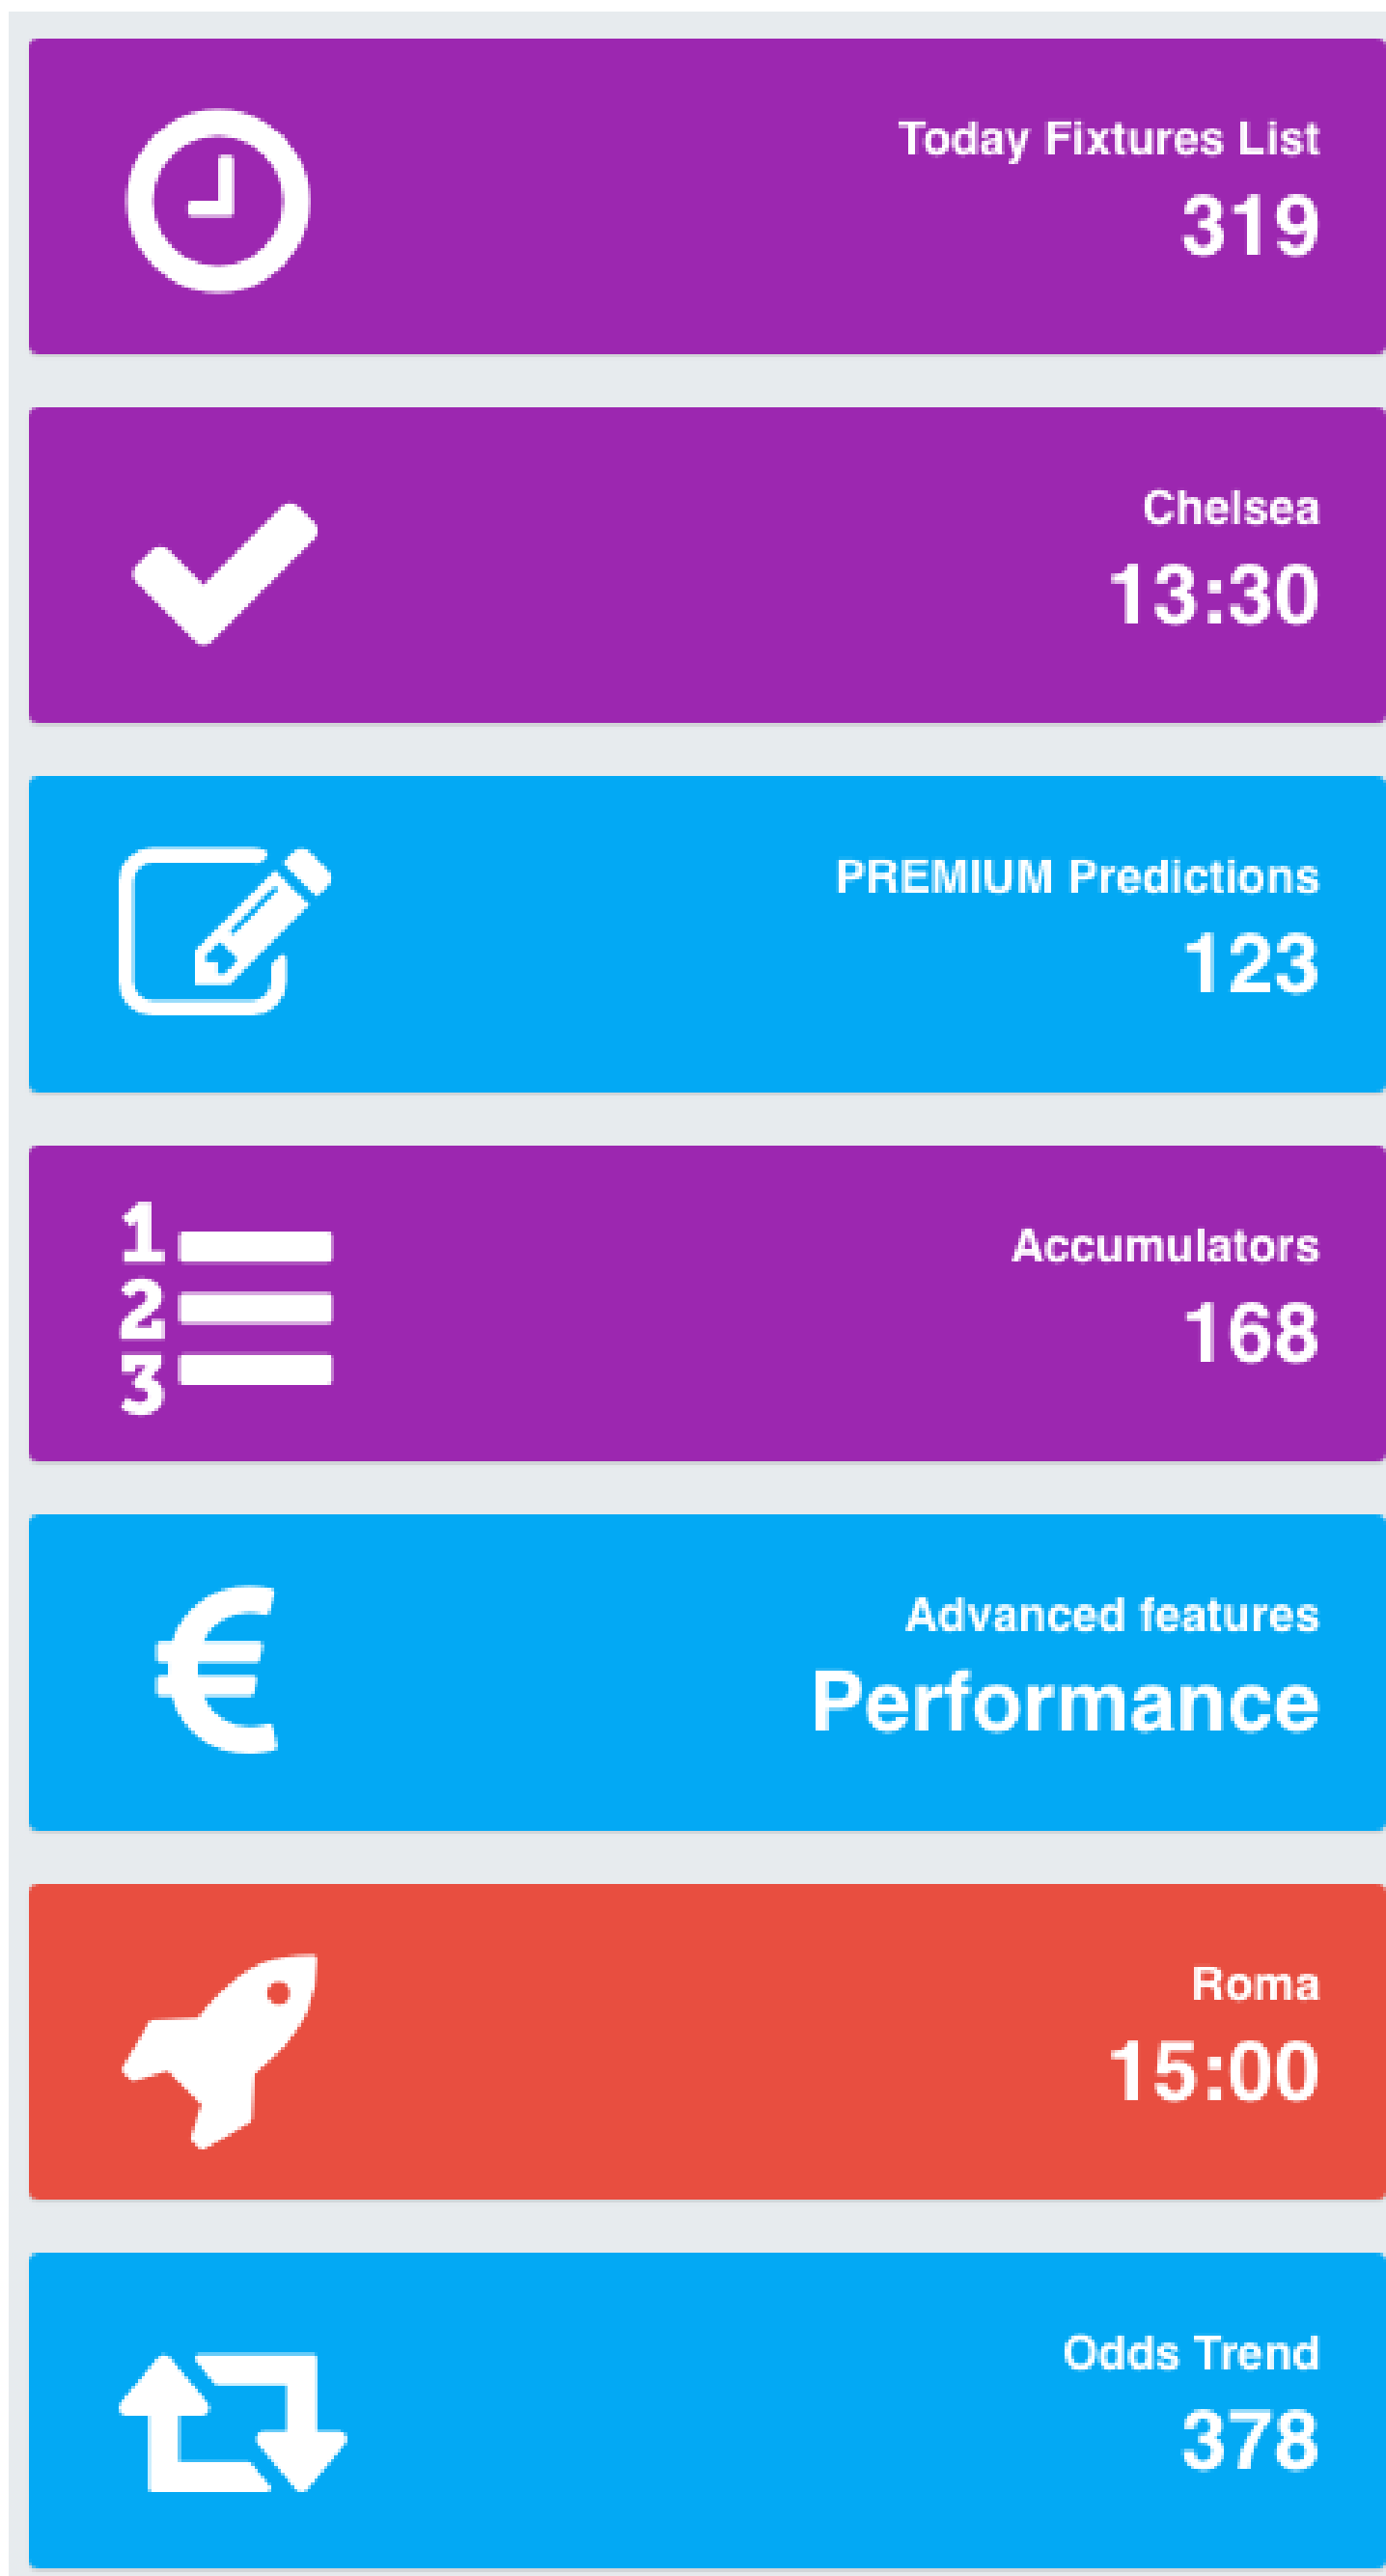 Today Fixtures List
319
Chelsea
13:30
PREMIUM Predictions
123
1
2
3
Accumulators
168
€
Advanced features
Performance
Roma
15:00
Odds Trend
378